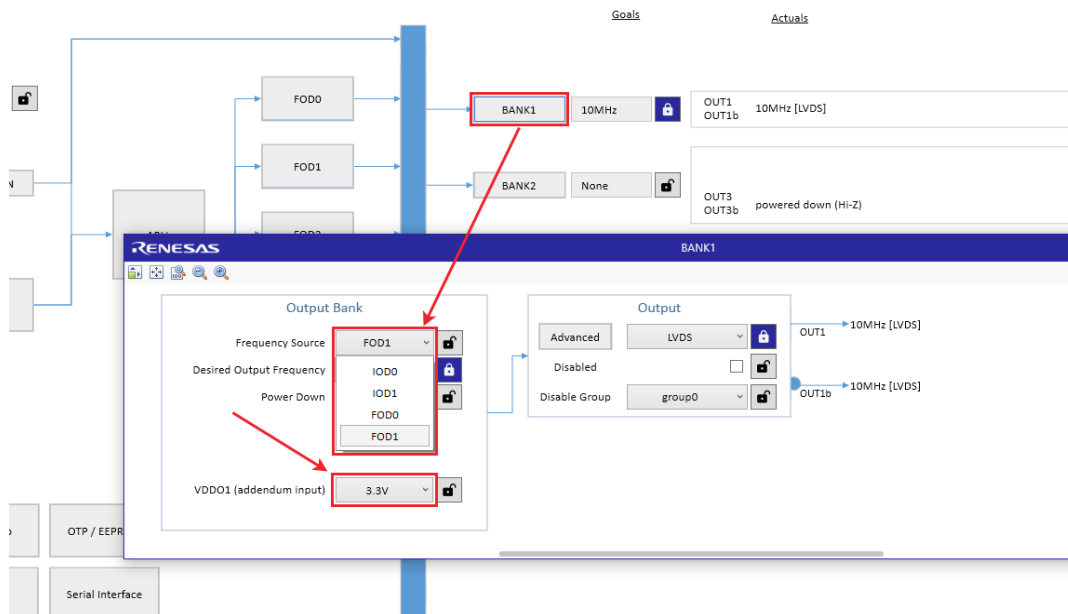 Goals
Actuals
FOD0
BANK1
10MHz
OUT1
OUT1b
10MHz [LVDS]
FOD1
BANK2
None
OUT3
OUT3b
powered down (Hi-Z)
RENESAS
BANK1
Output Bank
Output
Frequency Source
FOD1
Advanced
LVDS
OUT1
10MHz [LVDS]
Desired Output Frequency
IOD0
Disabled
IOD1
OUT1b
10MHz [LVDS]
Power Down
FOD0
Disable Group
group0
FOD1
VDDO1 (addendum input)
3.3V
OTP / EEPR
Serial Interface